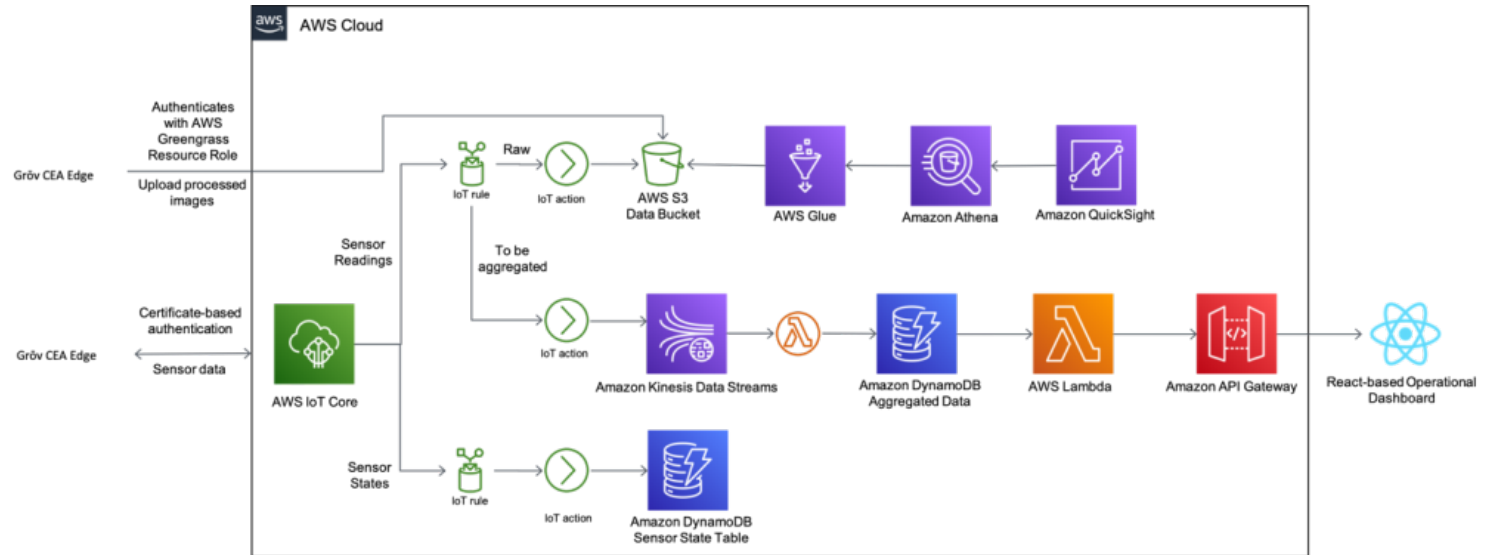 aws
AWS Cloud
Authenticates
with AWS
Greengrass
Resource Role
Grōv CEA Edge
Upload processed
images
IoT rule
Raw
IoT action
AWS S3
Data Bucket
AWS Glue
Amazon Athena
Amazon QuickSight
Sensor
Readings
To be
aggregated
Certificate-based
authentication
Grōv CEA Edge
Sensor data
AWS IoT Core
IoT action
Amazon Kinesis Data Streams
Amazon DynamoDB
Aggregated Data
AWS Lambda
Amazon API Gateway
React-based Operational
Dashboard
Sensor
States
IoT rule
IoT action
Amazon DynamoDB
Sensor State Table